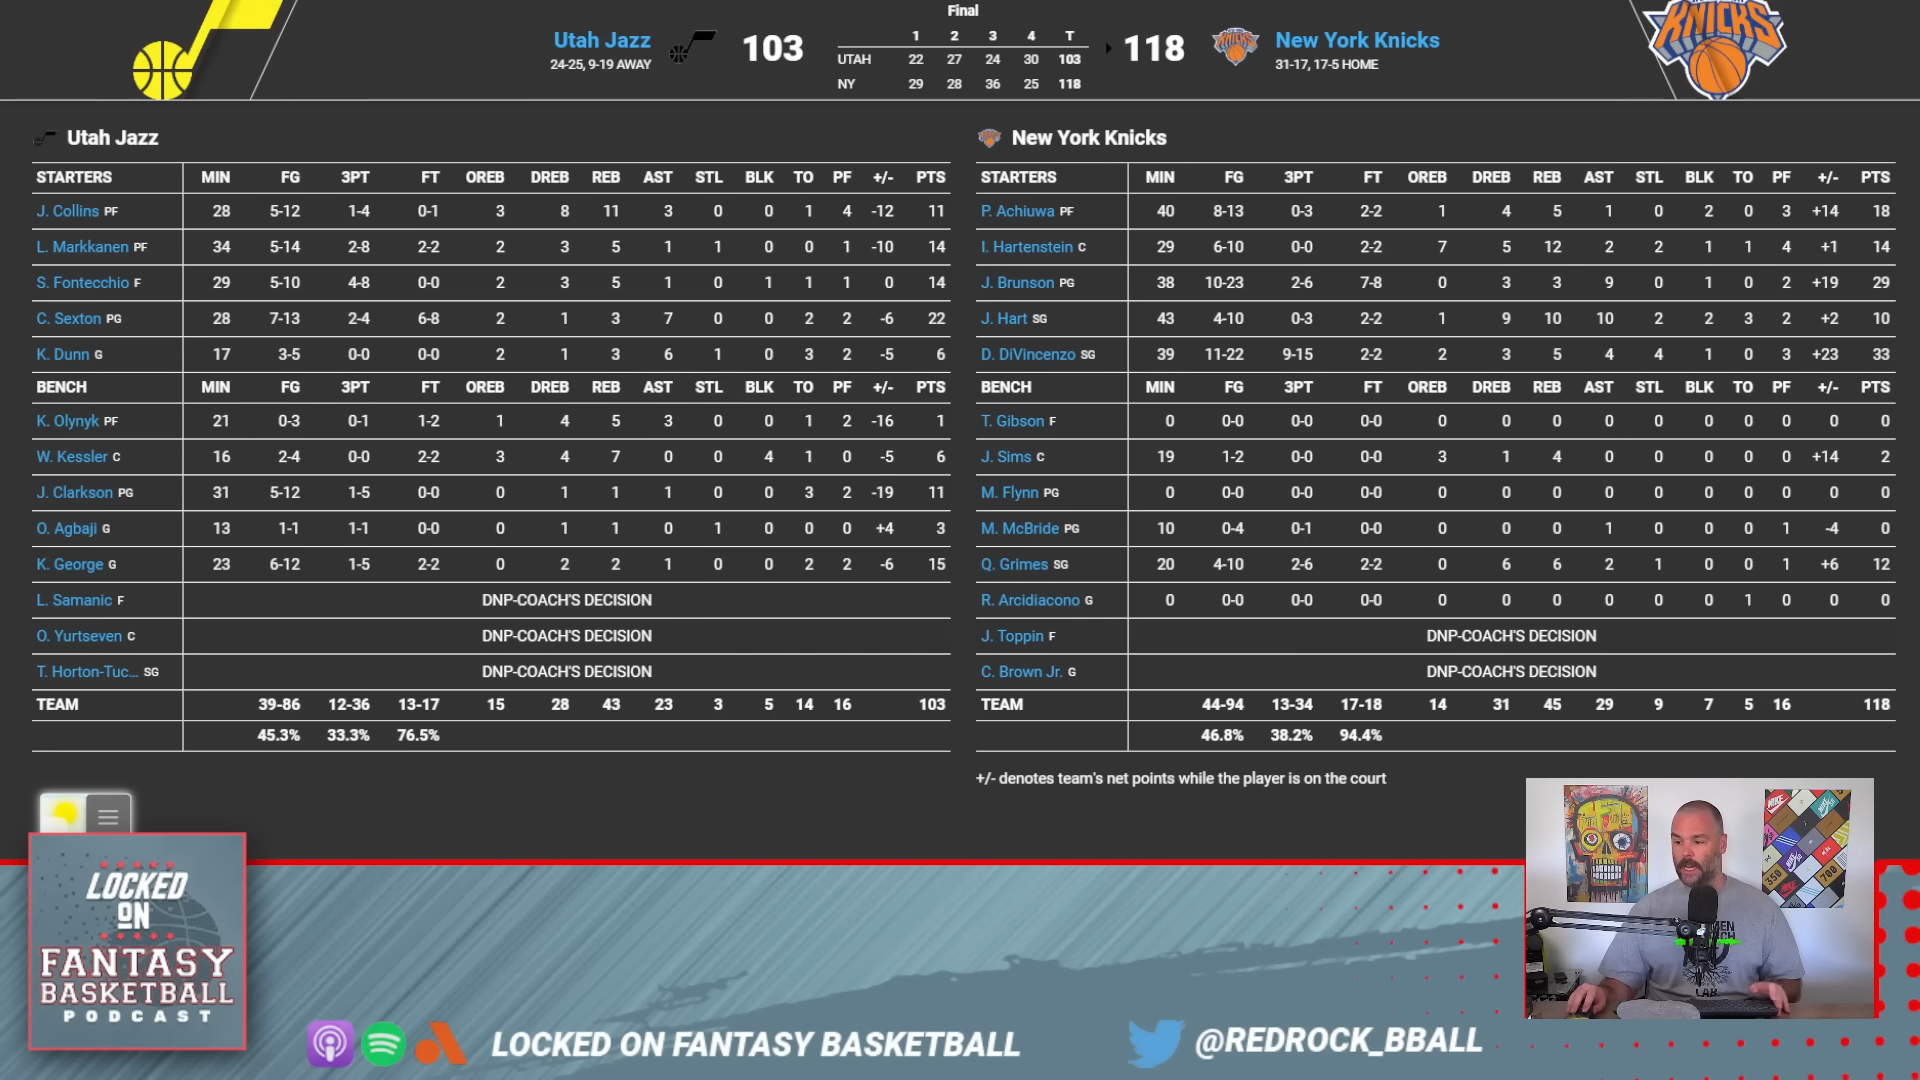 Final
Utah Jazz 103 1 2 3 4 T 118 New York Knicks
24-25, 9-19 AWAY UTAH 22 27 24 30 103 31-17, 17-5 HOME
NY 29 28 36 25 118
KNICKS
Utah Jazz
STARTERS MIN FG 3PT FT OREB DREB REB AST STL BLK TO PF +/- PTS
J. Collins PF 28 5-12 1-4 0-1 3 8 11 3 0 0 1 4 -12 11
L. Markkanen PF 34 5-14 2-8 2-2 2 3 5 1 1 0 0 1 -10 14
S. Fontecchio F 29 5-10 4-8 0-0 2 3 5 1 0 1 1 1 0 14
C. Sexton PG 28 7-13 2-4 6-8 2 1 3 7 0 0 2 2 -6 22
K. Dunn G 17 3-5 0-0 0-0 2 1 3 6 1 0 3 2 -5 6
BENCH MIN FG 3PT FT OREB DREB REB AST STL BLK TO PF +/- PTS
K. Olynyk PF 21 0-3 0-1 1-2 1 4 5 3 0 0 1 2 -16 1
W. Kessler C 16 2-4 0-0 2-2 3 4 7 0 0 4 1 0 -5 6
J. Clarkson PG 31 5-12 1-5 0-0 0 1 1 1 0 0 3 2 -19 11
O. Agbaji G 13 1-1 1-1 0-0 0 1 1 0 1 0 0 0 +4 3
K. George G 23 6-12 1-5 2-2 0 2 2 1 0 0 2 2 -6 15
L. Samanic F DNP-COACH'S DECISION
O. Yurtseven C DNP-COACH'S DECISION
T. Horton-Tuc... SG DNP-COACH'S DECISION
TEAM 39-86 12-36 13-17 15 28 43 23 3 5 14 16 103
45.3% 33.3% 76.5%
New York Knicks
STARTERS MIN FG 3PT FT OREB DREB REB AST STL BLK TO PF +/- PTS
P. Achiuwa PF 40 8-13 0-3 2-2 1 4 5 1 0 2 0 3 +14 18
I. Hartenstein C 29 6-10 0-0 2-2 7 5 12 2 2 1 1 4 +1 14
J. Brunson PG 38 10-23 2-6 7-8 0 3 3 9 0 1 0 2 +19 29
J. Hart SG 43 4-10 0-3 2-2 1 9 10 10 2 2 3 2 +2 10
D. DiVincenzo SG 39 11-22 9-15 2-2 2 3 5 4 4 1 0 3 +23 33
BENCH MIN FG 3PT FT OREB DREB REB AST STL BLK TO PF +/- PTS
T. Gibson F 0 0-0 0-0 0-0 0 0 0 0 0 0 0 0 0 0
J. Sims C 19 1-2 0-0 0-0 3 1 4 0 0 0 0 0 +14 2
M. Flynn PG 0 0-0 0-0 0-0 0 0 0 0 0 0 0 0 0 0
M. McBride PG 10 0-4 0-1 0-0 0 0 0 1 0 0 0 1 -4 0
Q. Grimes SG 20 4-10 2-6 2-2 0 6 6 2 1 0 0 1 +6 12
R. Arcidiacono G 0 0-0 0-0 0-0 0 0 0 0 0 0 1 0 0 0
J. Toppin F DNP-COACH'S DECISION
C. Brown Jr. G DNP-COACH'S DECISION
TEAM 44-94 13-34 17-18 14 31 45 29 9 7 5 16 118
46.8% 38.2% 94.4%
+/- denotes team's net points while the player is on the court
LOCKED
ON
FANTASY
BASKETBALL
PODCAST
LOCKED ON FANTASY BASKETBALL
@REDROCK_BBALL
NIKE
350
700
LAB